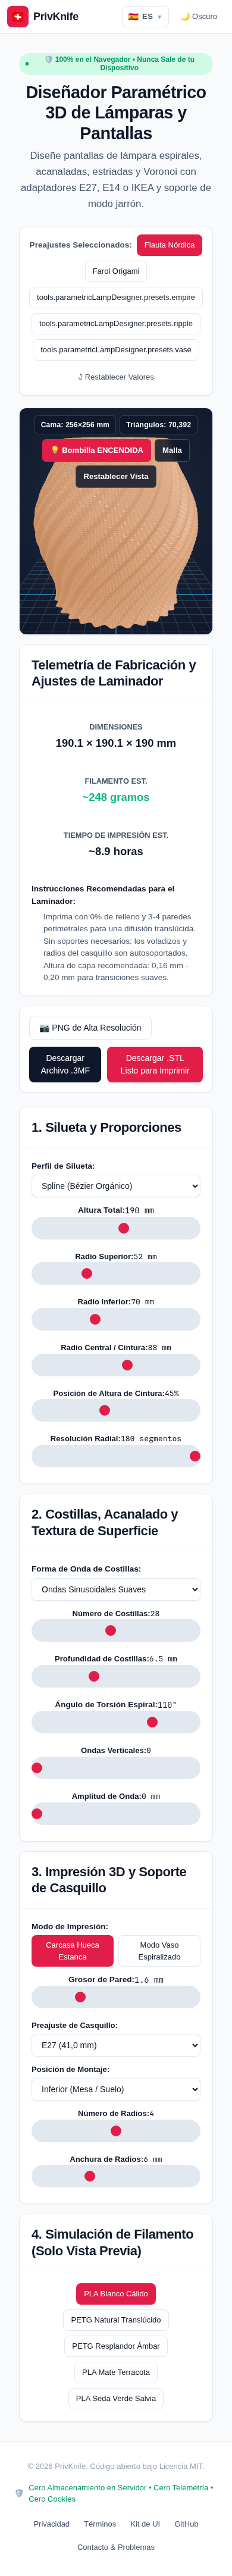 PrivKnife
🇪🇸 ES ▼
🌙 Oscuro
🛡️ 100% en el Navegador • Nunca Sale de tu
Dispositivo
Diseñador Paramétrico
3D de Lámparas y
Pantallas
Diseñe pantallas de lámpara espirales,
acanaladas, estriadas y Voronoi con
adaptadores E27, E14 o IKEA y soporte de
modo jarrón.
Preajustes Seleccionados:
Flauta Nórdica
Farol Origami
tools.parametricLampDesigner.presets.empire
tools.parametricLampDesigner.presets.ripple
tools.parametricLampDesigner.presets.vase
Restablecer Valores
Cama: 256×256 mm
Triángulos: 70,392
💡 Bombilla ENCENDIDA
Malla
Restablecer Vista
Telemetría de Fabricación y
Ajustes de Laminador
DIMENSIONES
190.1 × 190.1 × 190 mm
FILAMENTO EST.
~248 gramos
TIEMPO DE IMPRESIÓN EST.
~8.9 horas
Instrucciones Recomendadas para el
Laminador:
Imprima con 0% de relleno y 3-4 paredes
perimetrales para una difusión translúcida.
Sin soportes necesarios: los voladizos y
radios del casquillo son autosoportados.
Altura de capa recomendada: 0,16 mm -
0,20 mm para transiciones suaves.
📷 PNG de Alta Resolución
Descargar
Archivo .3MF
Descargar .STL
Listo para Imprimir
1. Silueta y Proporciones
Perfil de Silueta:
Spline (Bézier Orgánico)
Altura Total:190 mm
Radio Superior:52 mm
Radio Inferior:70 mm
Radio Central / Cintura:88 mm
Posición de Altura de Cintura:45%
Resolución Radial:180 segmentos
2. Costillas, Acanalado y
Textura de Superficie
Forma de Onda de Costillas:
Ondas Sinusoidales Suaves
Número de Costillas:28
Profundidad de Costillas:6.5 mm
Ángulo de Torsión Espiral:110°
Ondas Verticales:0
Amplitud de Onda:0 mm
3. Impresión 3D y Soporte
de Casquillo
Modo de Impresión:
Carcasa Hueca
Estanca
Modo Vaso
Espiralizado
Grosor de Pared:1.6 mm
Preajuste de Casquillo:
E27 (41,0 mm)
Posición de Montaje:
Inferior (Mesa / Suelo)
Número de Radios:4
Anchura de Radios:6 mm
4. Simulación de Filamento
(Solo Vista Previa)
PLA Blanco Cálido
PETG Natural Translúcido
PETG Resplandor Ámbar
PLA Mate Terracota
PLA Seda Verde Salvia
© 2026 PrivKnife. Código abierto bajo Licencia MIT.
🛡️ Cero Almacenamiento en Servidor • Cero Telemetría •
Cero Cookies
Privacidad
Términos
Kit de UI
GitHub
Contacto & Problemas